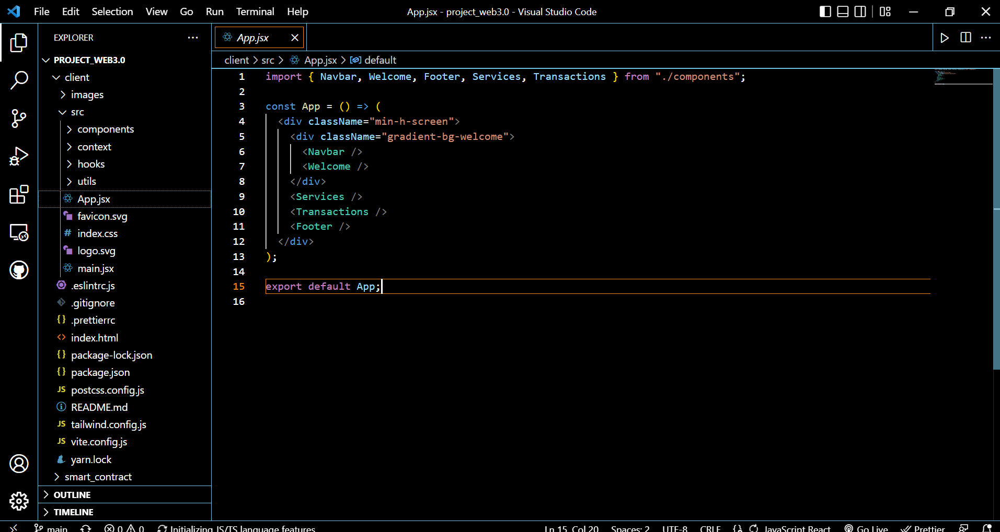 File Edit Selection View Go Run Terminal Help App.jsx - project_web3.0 - Visual Studio Code
EXPLORER
PROJECT_WEB3.0
client
images
src
components
context
hooks
utils
App.jsx
favicon.svg
# index.css
logo.svg
main.jsx
.eslintrc.js
.gitignore
{} .prettierrc
<> index.html
{} package-lock.json
{} package.json
JS postcss.config.js
README.md
JS tailwind.config.js
JS vite.config.js
yarn.lock
smart_contract
OUTLINE
TIMELINE
App.jsx
client > src > App.jsx > default
1 import { Navbar, Welcome, Footer, Services, Transactions } from "./components";
2
3 const App = () => (
4 <div className="min-h-screen">
5 <div className="gradient-bg-welcome">
6 <Navbar />
7 <Welcome />
8 </div>
9 <Services />
10 <Transactions />
11 <Footer />
12 </div>
13 );
14
15 export default App;
16
main 0 0 Initializing JS/TS language features Ln 15, Col 20 Spaces: 2 UTF-8 CRLF {} JavaScript React Go Live Prettier